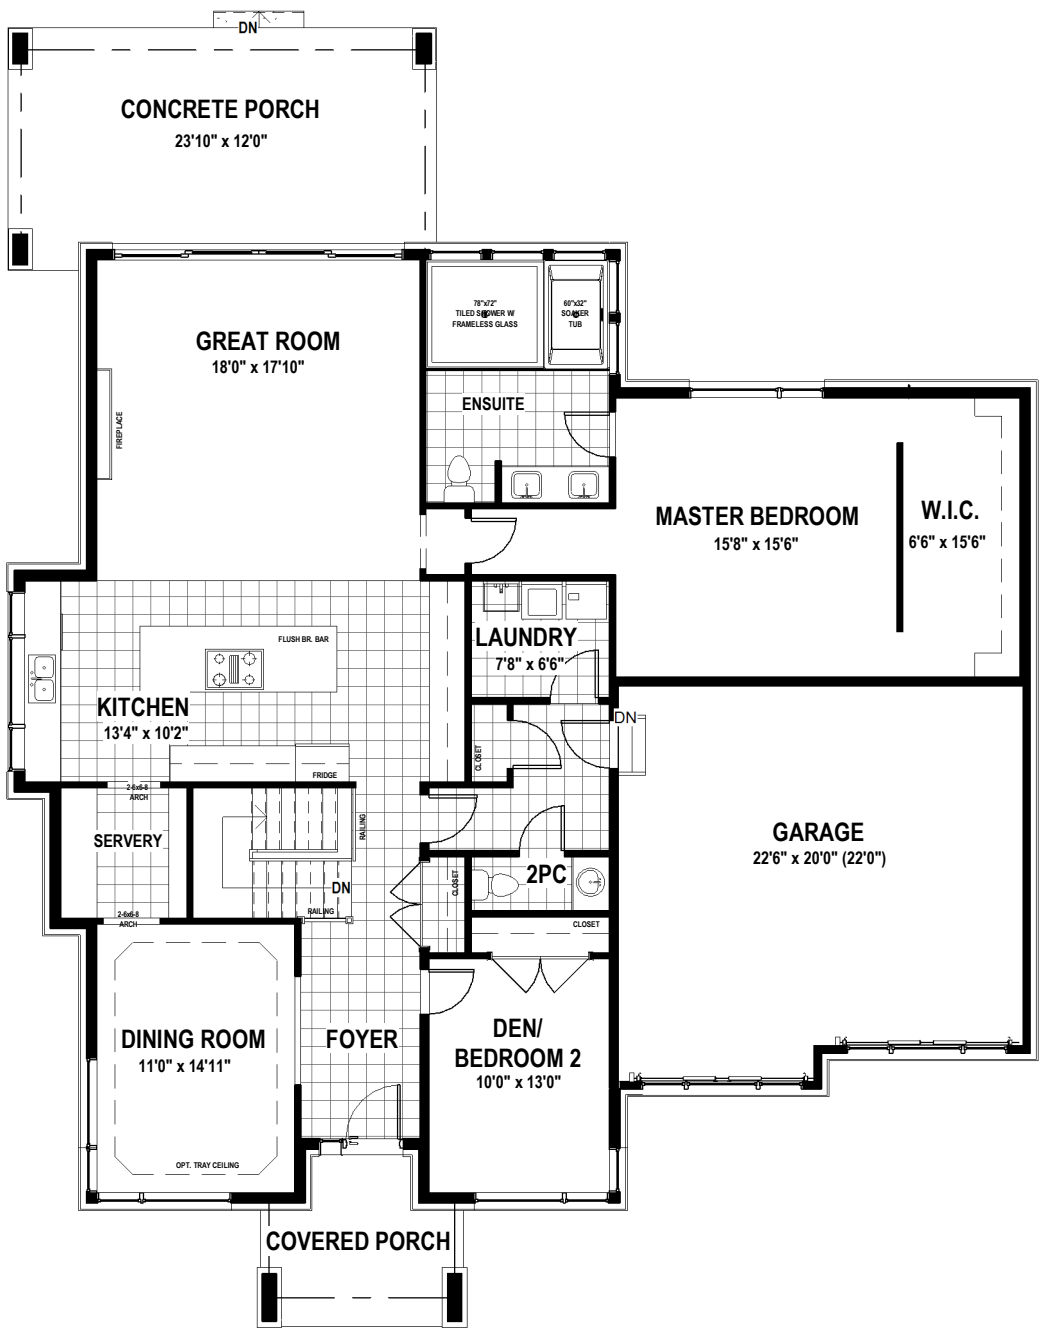 DN
CONCRETE PORCH
23'10" x 12'0"
GREAT ROOM
18'0" x 17'10"
FIREPLACE
78"x72"
TILED SHOWER W/
FRAMELESS GLASS
60"x32"
SOAKER
TUB
ENSUITE
MASTER BEDROOM
15'8" x 15'6"
W.I.C.
6'6" x 15'6"
FLUSH BR. BAR
LAUNDRY
7'8" x 6'6"
KITCHEN
13'4" x 10'2"
FRIDGE
CLOSET
DN
2-6x6-8
ARCH
SERVERY
RAILING
GARAGE
22'6" x 20'0" (22'0")
DN
RAILING
CLOSET
2PC
2-6x6-8
ARCH
CLOSET
DINING ROOM
11'0" x 14'11"
FOYER
DEN/
BEDROOM 2
10'0" x 13'0"
OPT. TRAY CEILING
COVERED PORCH